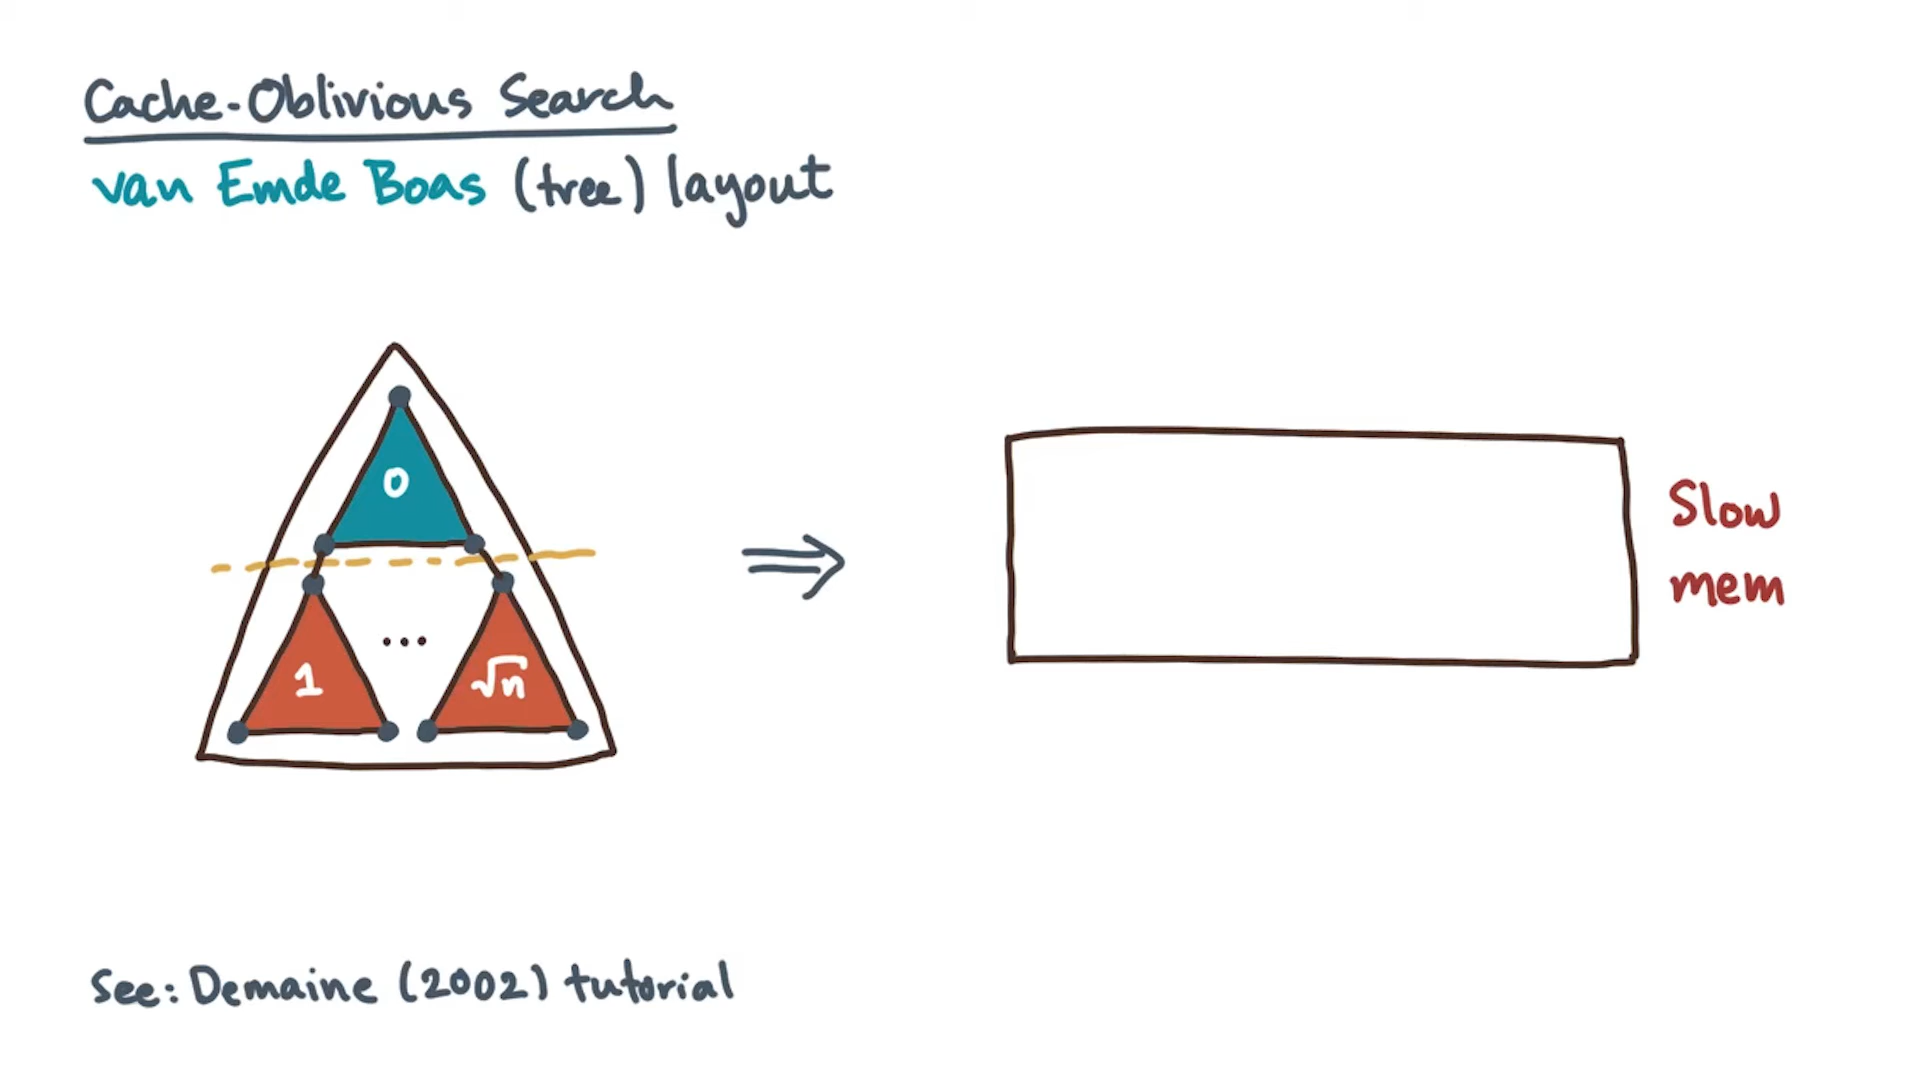 Cache-Oblivious Search
van Emde Boas (tree) layout
0
1
...
√n
Slow
mem
See: Demaine (2002) tutorial